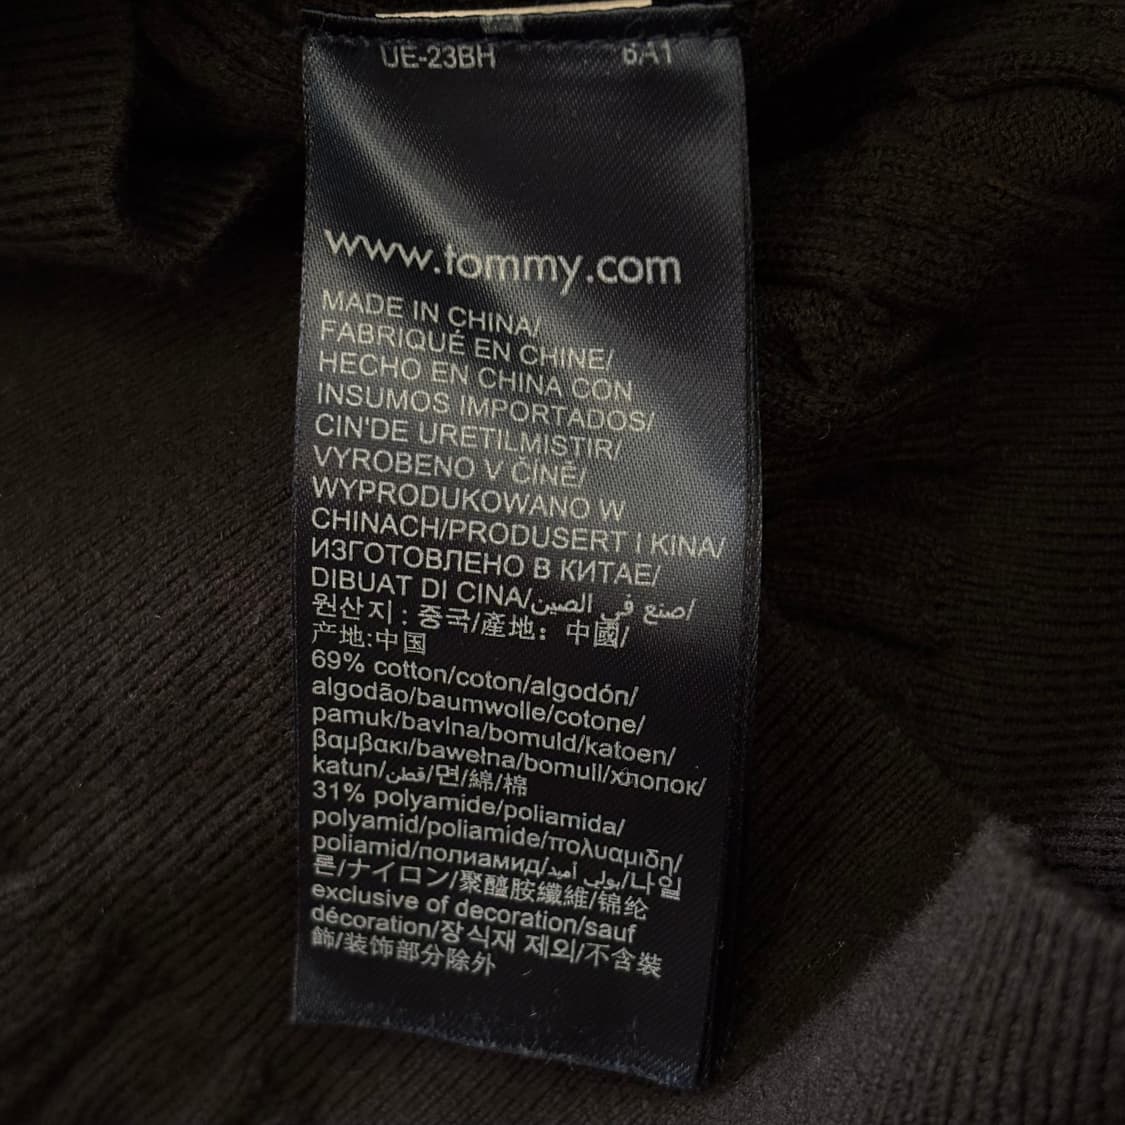 UE-23BH 6A1
www.tommy.com
MADE IN CHINA/
FABRIQUÉ EN CHINE/
HECHO EN CHINA CON
INSUMOS IMPORTADOS/
CIN'DE URETILMISTIR/
VYROBENO V ČÍNĚ/
WYPRODUKOWANO W
CHINACH/PRODUSERT I KINA/
ИЗГОТОВЛЕНО В КИТАЕ/
DIBUAT DI CINA/صنع في الصين/
원산지 : 중국/產地：中國/
产地:中国
69% cotton/coton/algodón/
algodão/baumwolle/cotone/
pamuk/bavlna/bomuld/katoen/
βαμβακι/bawełna/bomull/хлопок/
katun/قطن/면/綿/棉
31% polyamide/poliamida/
polyamid/poliamide/πολυαμιδη/
poliamid/полиамид/بولي أميد/나일
론/ナイロン/聚醯胺纖維/锦纶
exclusive of decoration/sauf
décoration/장식재 제외/不含裝
飾/装饰部分除外